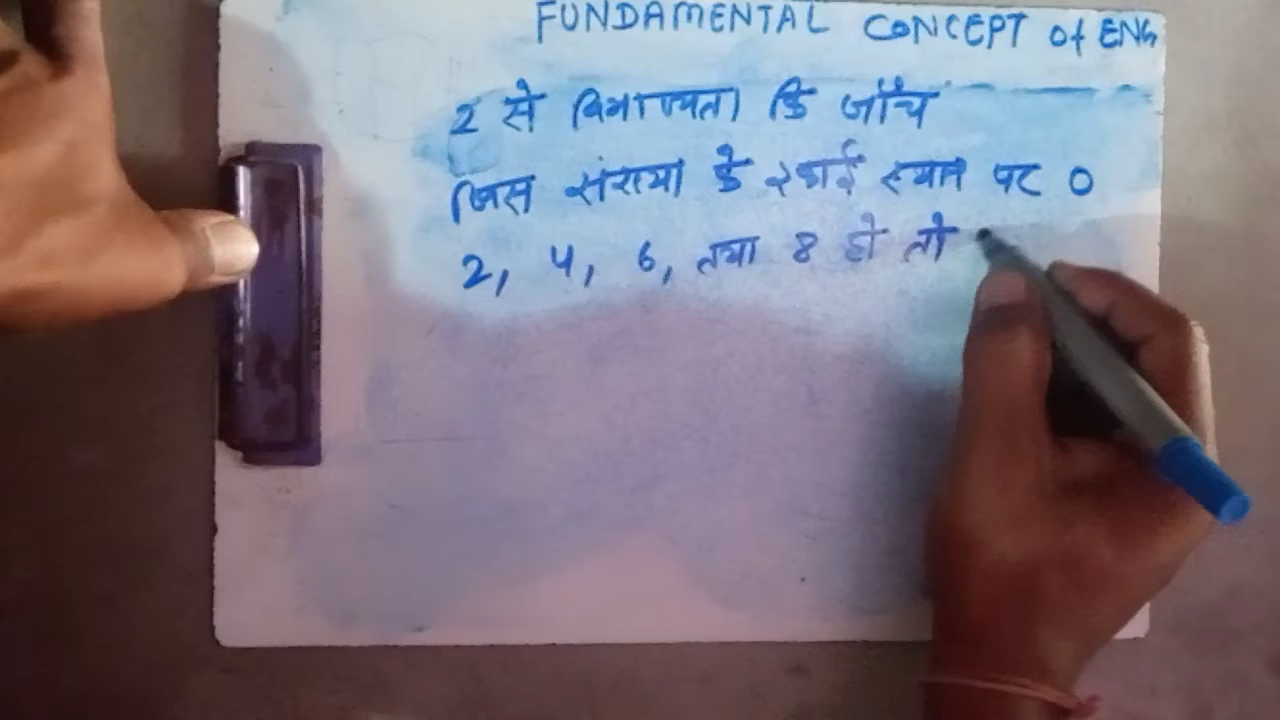 FUNDAMENTAL CONCEPT of ENG
2 से विभाज्यता कि जाँच
जिस संख्या के इकाई स्थान पर 0
2, 4, 6, तथा 8 हो तो